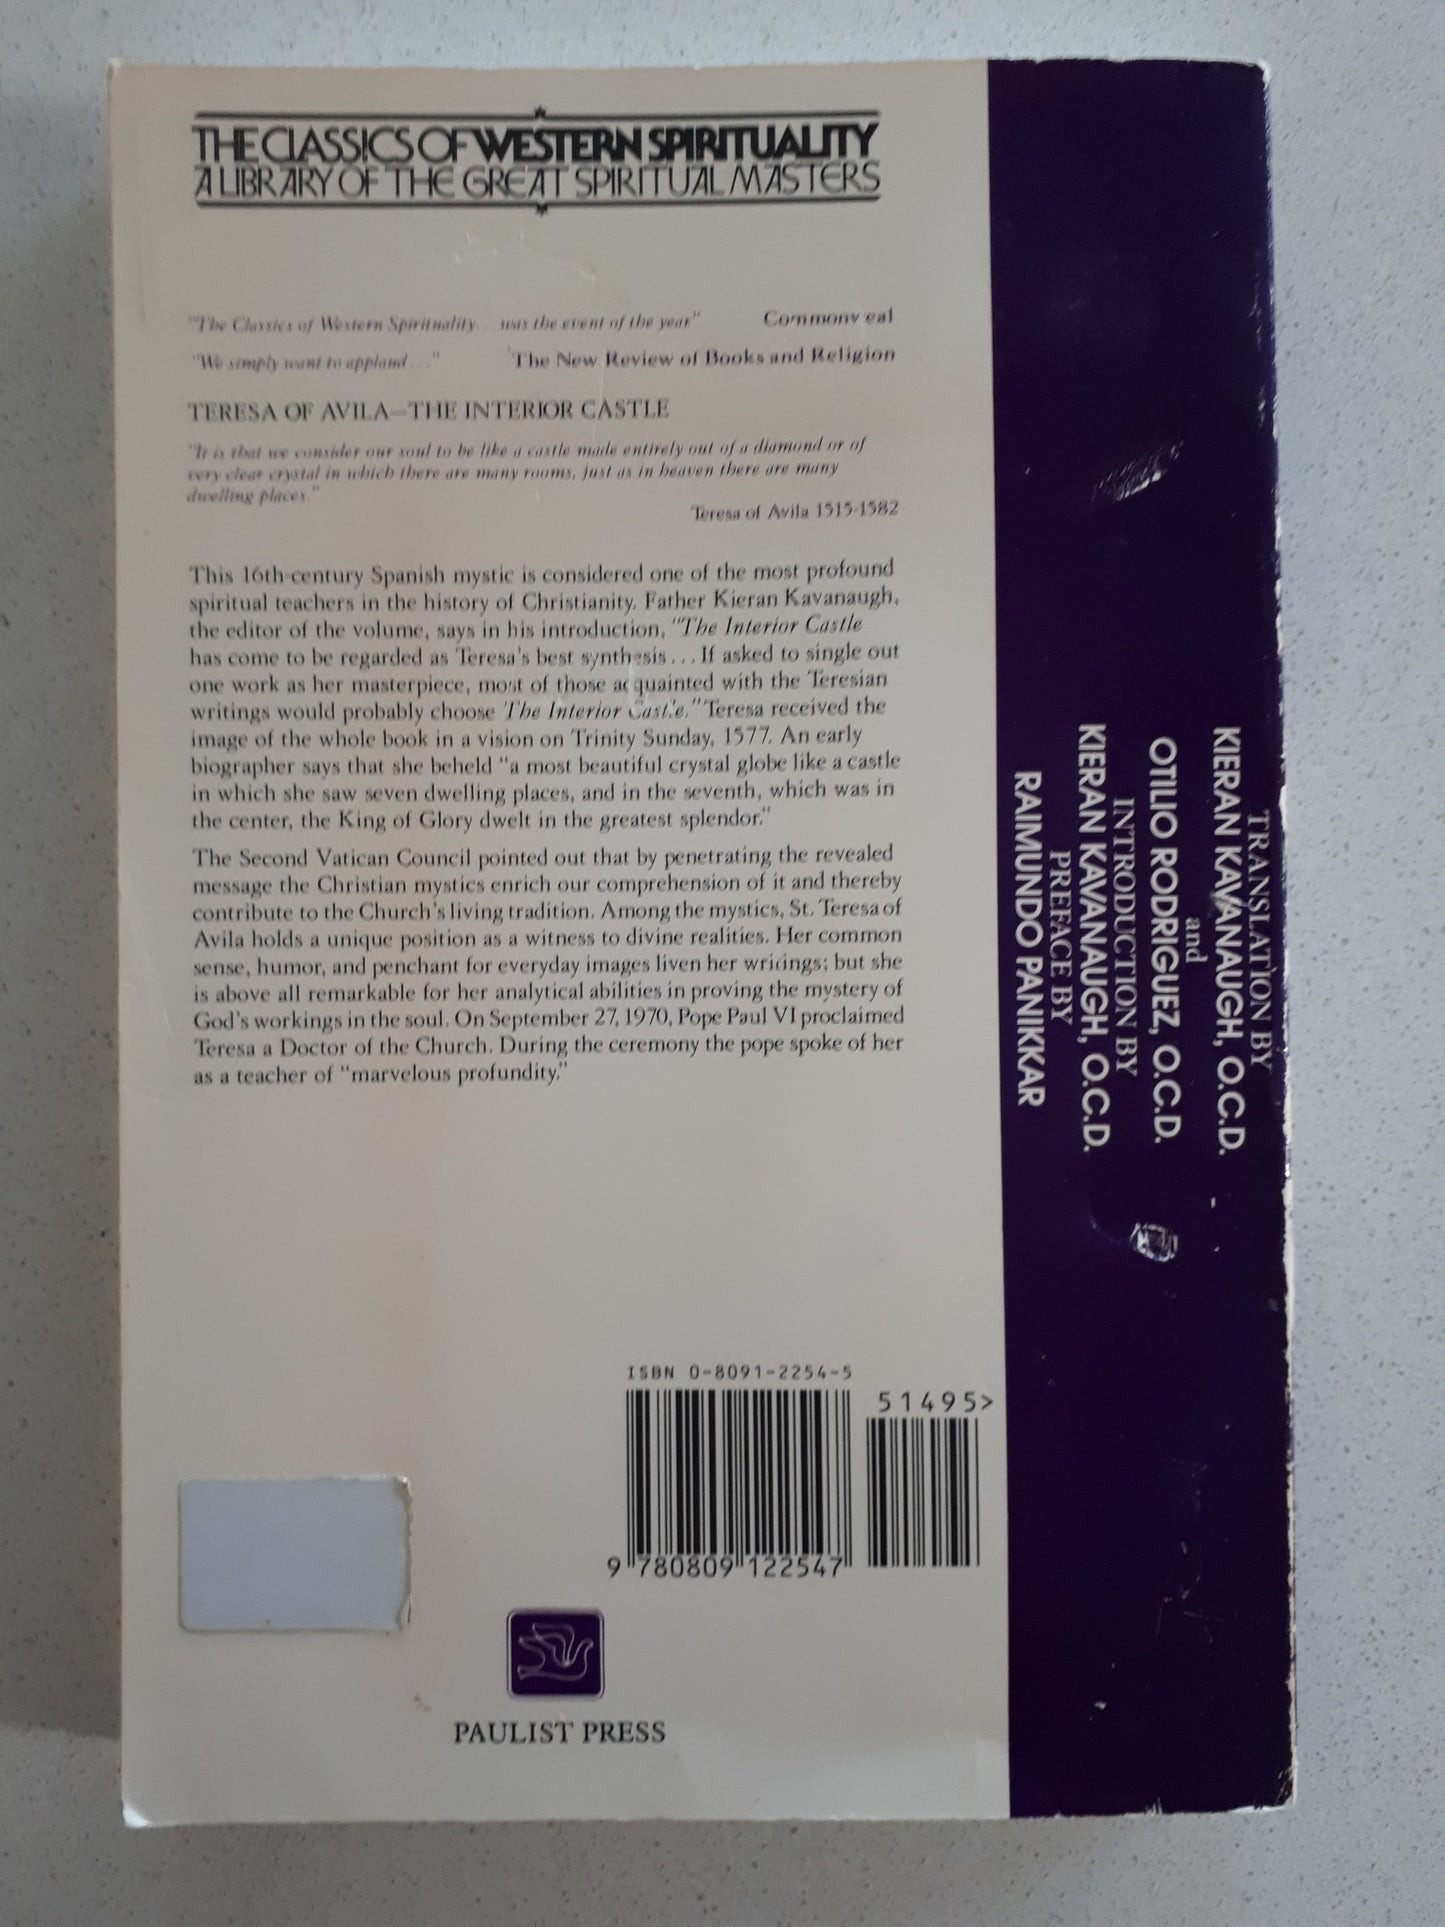 THE CLASSICS OF WESTERN SPIRITUALITY
A LIBRARY OF THE GREAT SPIRITUAL MASTERS
"The Classics of Western Spirituality . . . was the event of the year" Commonweal
"We simply want to applaud . . ." The New Review of Books and Religion
TERESA OF AVILA—THE INTERIOR CASTLE
"It is that we consider our soul to be like a castle made entirely out of a diamond or of
very clear crystal in which there are many rooms, just as in heaven there are many
dwelling places."
Teresa of Avila 1515-1582
This 16th-century Spanish mystic is considered one of the most profound
spiritual teachers in the history of Christianity. Father Kieran Kavanaugh,
the editor of the volume, says in his introduction, "The Interior Castle
has come to be regarded as Teresa's best synthesis... If asked to single out
one work as her masterpiece, most of those acquainted with the Teresian
writings would probably choose The Interior Castle." Teresa received the
image of the whole book in a vision on Trinity Sunday, 1577. An early
biographer says that she beheld "a most beautiful crystal globe like a castle
in which she saw seven dwelling places, and in the seventh, which was in
the center, the King of Glory dwelt in the greatest splendor."
The Second Vatican Council pointed out that by penetrating the revealed
message the Christian mystics enrich our comprehension of it and thereby
contribute to the Church's living tradition. Among the mystics, St. Teresa of
Avila holds a unique position as a witness to divine realities. Her common
sense, humor, and penchant for everyday images liven her writings; but she
is above all remarkable for her analytical abilities in proving the mystery of
God's workings in the soul. On September 27, 1970, Pope Paul VI proclaimed
Teresa a Doctor of the Church. During the ceremony the pope spoke of her
as a teacher of "marvelous profundity."
ISBN 0-8091-2254-5
51495>
9 780809 122547
PAULIST PRESS
TRANSLATION BY
KIERAN KAVANAUGH, O.C.D.
and
OTILIO RODRIGUEZ, O.C.D.
INTRODUCTION BY
KIERAN KAVANAUGH, O.C.D.
PREFACE BY
RAIMUNDO PANIKKAR